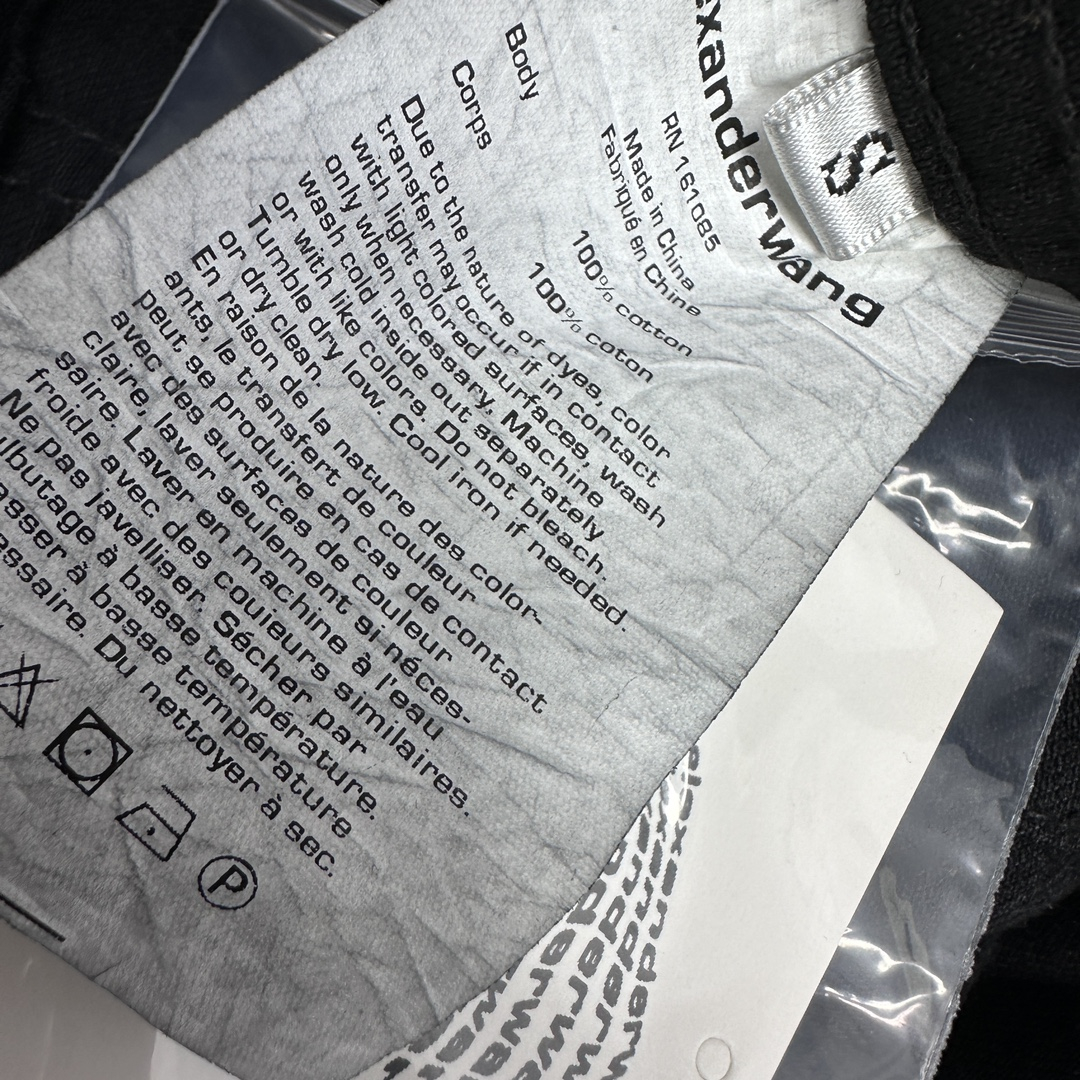 exanderwang
S
RN 161085
Made in China
Fabriqué en Chine
Body 100% cotton
Corps 100% coton
Due to the nature of dyes, color
transfer may occur if in contact
with light colored surfaces, wash
only when necessary. Machine
wash cold inside out separately
or with like colors. Do not bleach.
Tumble dry low. Cool iron if needed.
or dry clean.
En raison de la nature des color-
ants, le transfert de couleur
peut se produire en cas de contact
avec des surfaces de couleur
claire, laver seulement si néces-
saire. Laver en machine à l'eau
froide avec des couleurs similaires.
Ne pas javelliser. Sécher par
ulbutage à basse température.
asser à basse température
essaire. Du nettoyer à sec.
P